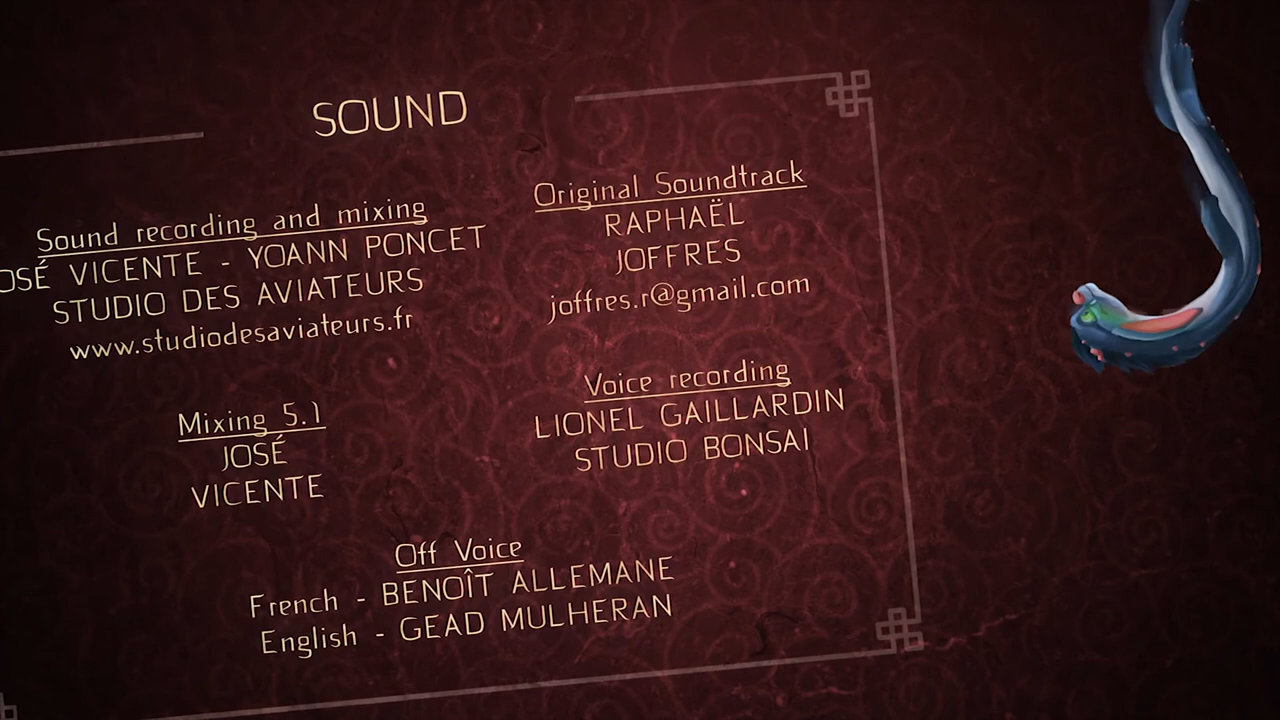 SOUND
Sound recording and mixing
OSÉ VICENTE - YOANN PONCET
STUDIO DES AVIATEURS
www.studiodesaviateurs.fr
Original Soundtrack
RAPHAËL
JOFFRES
joffres.r@gmail.com
Mixing 5.1
JOSÉ
VICENTE
Voice recording
LIONEL GAILLARDIN
STUDIO BONSAI
Off Voice
French - BENOÎT ALLEMANE
English - GEAD MULHERAN